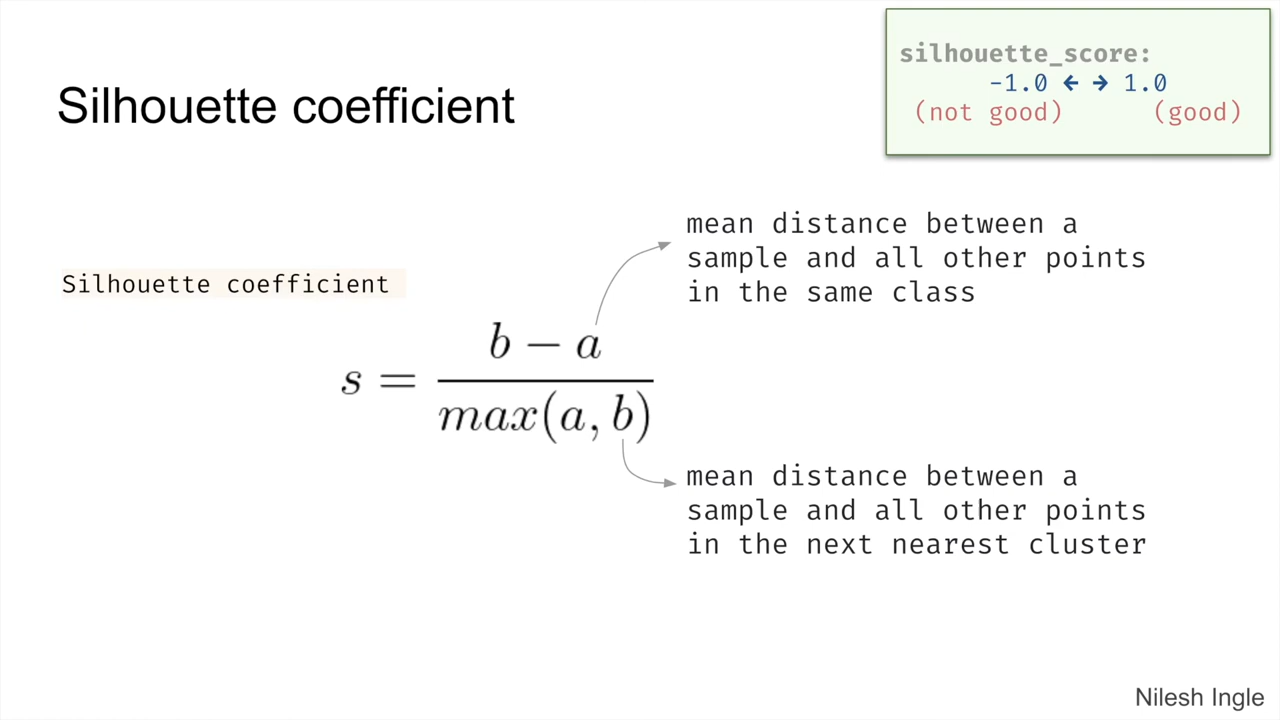 Silhouette coefficient
silhouette_score:
-1.0 ← → 1.0
(not good) (good)
Silhouette coefficient
s = \frac{b - a}{max(a, b)}
mean distance between a
sample and all other points
in the same class
mean distance between a
sample and all other points
in the next nearest cluster
Nilesh Ingle